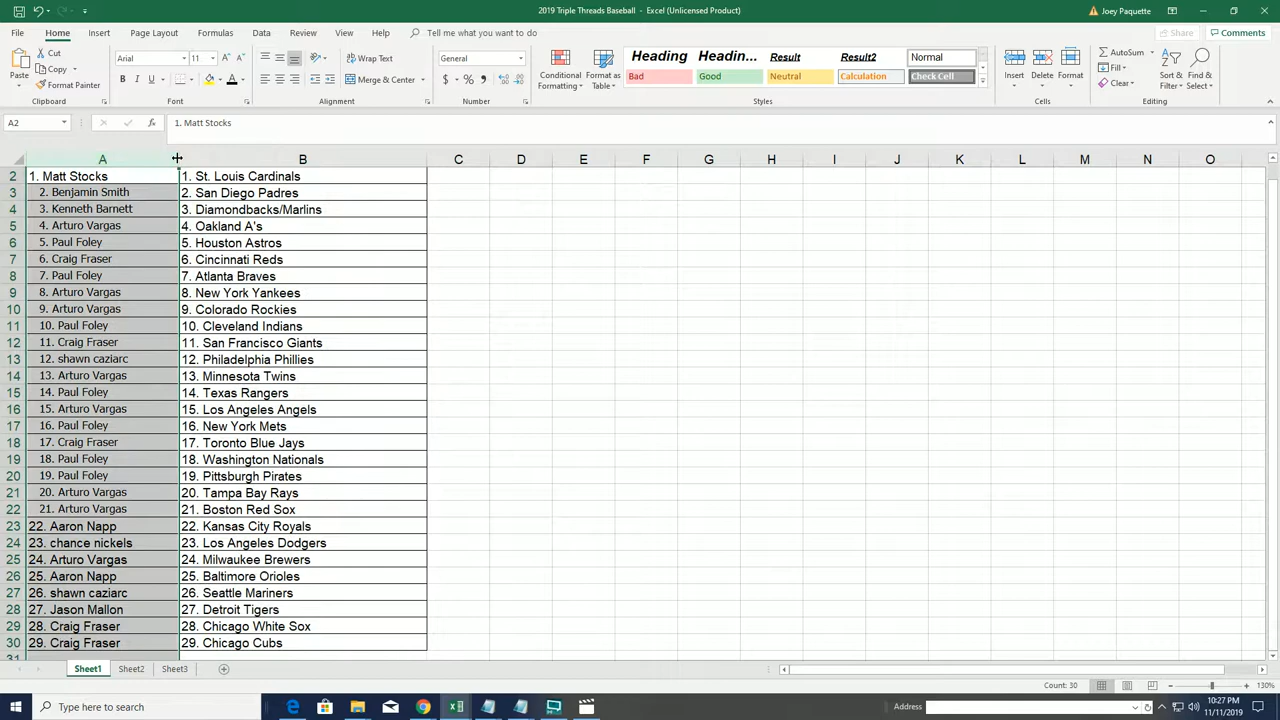 2019 Triple Threads Baseball - Excel (Unlicensed Product)
Joey Paquette
File Home Insert Page Layout Formulas Data Review View Help Tell me what you want to do
Share Comments
Paste Cut Copy Format Painter
Clipboard
Arial 11
B I U A
Font
Wrap Text
Merge & Center
Alignment
General
$ % ,
Number
Conditional Formatting
Format as Table
Heading Headin... Result Result2 Normal
Bad Good Neutral Calculation Check Cell
Styles
Insert Delete Format
Cells
AutoSum
Fill
Clear
Sort & Filter
Find & Select
Editing
A2 fx 1. Matt Stocks
A B C D E F G H I J K L M N O
2 1. Matt Stocks 1. St. Louis Cardinals
3 2. Benjamin Smith 2. San Diego Padres
4 3. Kenneth Barnett 3. Diamondbacks/Marlins
5 4. Arturo Vargas 4. Oakland A's
6 5. Paul Foley 5. Houston Astros
7 6. Craig Fraser 6. Cincinnati Reds
8 7. Paul Foley 7. Atlanta Braves
9 8. Arturo Vargas 8. New York Yankees
10 9. Arturo Vargas 9. Colorado Rockies
11 10. Paul Foley 10. Cleveland Indians
12 11. Craig Fraser 11. San Francisco Giants
13 12. shawn caziarc 12. Philadelphia Phillies
14 13. Arturo Vargas 13. Minnesota Twins
15 14. Paul Foley 14. Texas Rangers
16 15. Arturo Vargas 15. Los Angeles Angels
17 16. Paul Foley 16. New York Mets
18 17. Craig Fraser 17. Toronto Blue Jays
19 18. Paul Foley 18. Washington Nationals
20 19. Paul Foley 19. Pittsburgh Pirates
21 20. Arturo Vargas 20. Tampa Bay Rays
22 21. Arturo Vargas 21. Boston Red Sox
23 22. Aaron Napp 22. Kansas City Royals
24 23. chance nickels 23. Los Angeles Dodgers
25 24. Arturo Vargas 24. Milwaukee Brewers
26 25. Aaron Napp 25. Baltimore Orioles
27 26. shawn caziarc 26. Seattle Mariners
28 27. Jason Mallon 27. Detroit Tigers
29 28. Craig Fraser 28. Chicago White Sox
30 29. Craig Fraser 29. Chicago Cubs
31
Sheet1 Sheet2 Sheet3
Count: 30 130%
Type here to search
Address
10:27 PM
11/11/2019